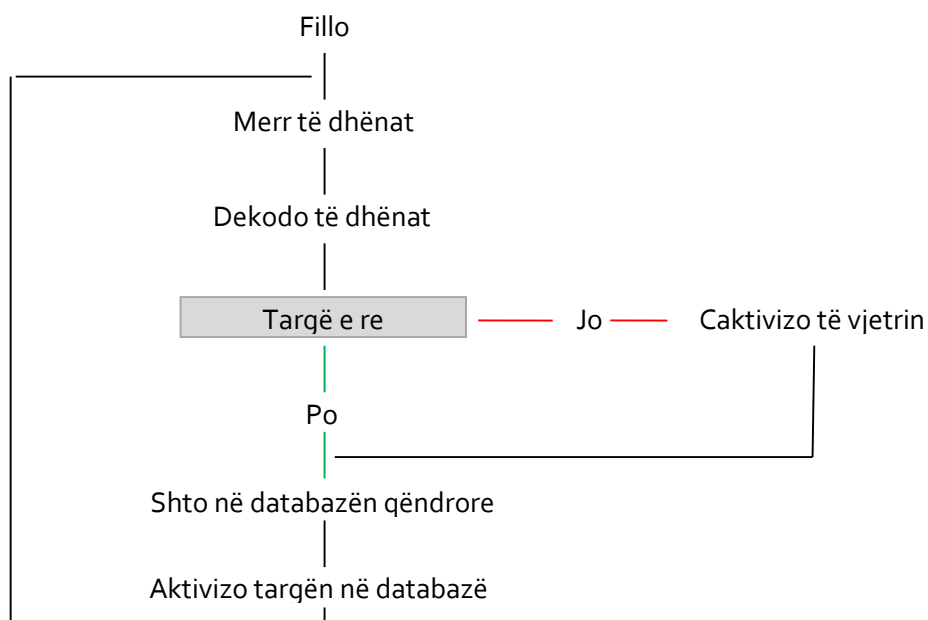 Fillo
Merr të dhënat
Dekodo të dhënat
Targë e re
Jo
Caktivizo të vjetrin
Po
Shto në databazën qëndrore
Aktivizo targën në databazë